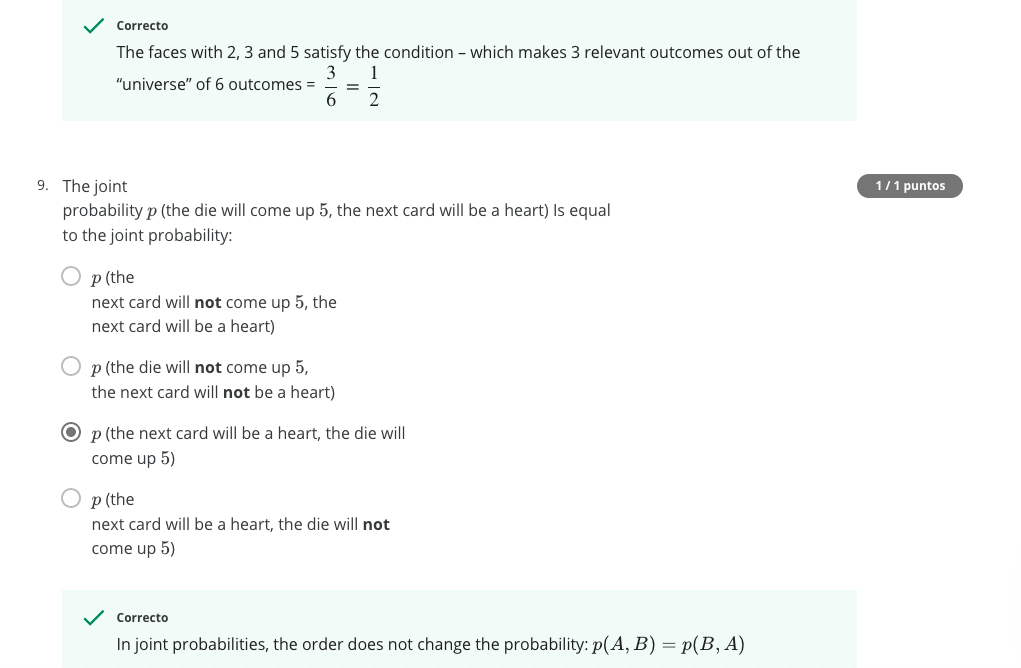 Correcto
The faces with 2, 3 and 5 satisfy the condition – which makes 3 relevant outcomes out of the
“universe” of 6 outcomes = 3/6 = 1/2
9. The joint 1 / 1 puntos
probability p (the die will come up 5, the next card will be a heart) Is equal
to the joint probability:
p (the
next card will not come up 5, the
next card will be a heart)
p (the die will not come up 5,
the next card will not be a heart)
p (the next card will be a heart, the die will
come up 5)
p (the
next card will be a heart, the die will not
come up 5)
Correcto
In joint probabilities, the order does not change the probability: p(A, B) = p(B, A)